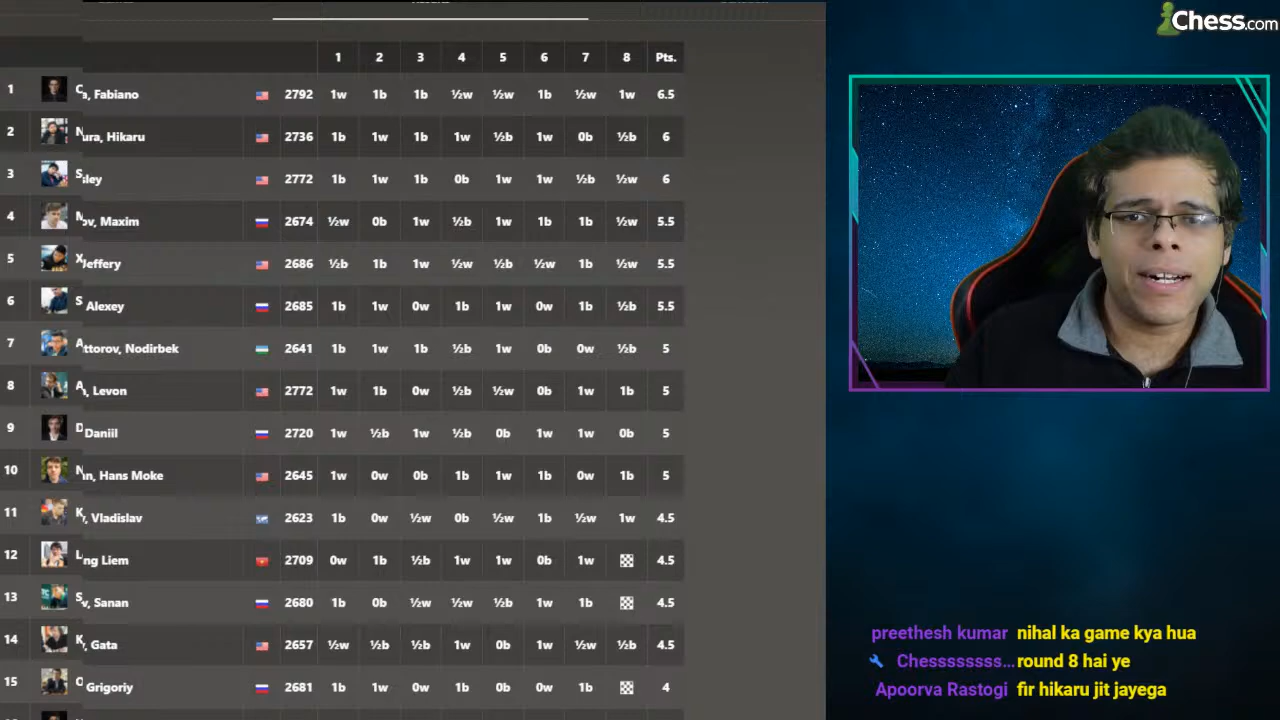 Chess.com
1 2 3 4 5 6 7 8 Pts.
1 C a, Fabiano 2792 1w 1b 1b ½w ½w 1b ½w 1w 6.5
2 N ura, Hikaru 2736 1b 1w 1b 1w ½b 1w 0b ½b 6
3 S sley 2772 1b 1w 1b 0b 1w 1w ½b ½w 6
4 N ov, Maxim 2674 ½w 0b 1w ½b 1w 1b 1b ½w 5.5
5 X Jeffery 2686 ½b 1b 1w ½w ½b ½w 1b ½w 5.5
6 S Alexey 2685 1b 1w 0w 1b 1w 0w 1b ½b 5.5
7 A ttorov, Nodirbek 2641 1b 1w 1b ½b 1w 0b 0w ½b 5
8 A , Levon 2772 1w 1b 0w ½b ½w 0b 1w 1b 5
9 D Daniil 2720 1w ½b 1w ½b 0b 1w 1w 0b 5
10 N nn, Hans Moke 2645 1w 0w 0b 1b 1w 1b 0w 1b 5
11 K , Vladislav 2623 1b 0w ½w 0b ½w 1b ½w 1w 4.5
12 L ng Liem 2709 0w 1b ½b 1w 1w 0b 1w 4.5
13 S v, Sanan 2680 1b 0b ½w ½w ½b 1w 1b 4.5
14 K , Gata 2657 ½w ½b ½b 1w 0b 1w ½w ½b 4.5
15 O Grigoriy 2681 1b 1w 0w 1b 0b 0w 1b 4
preethesh kumar nihal ka game kya hua
Chessssssss... round 8 hai ye
Apoorva Rastogi fir hikaru jit jayega